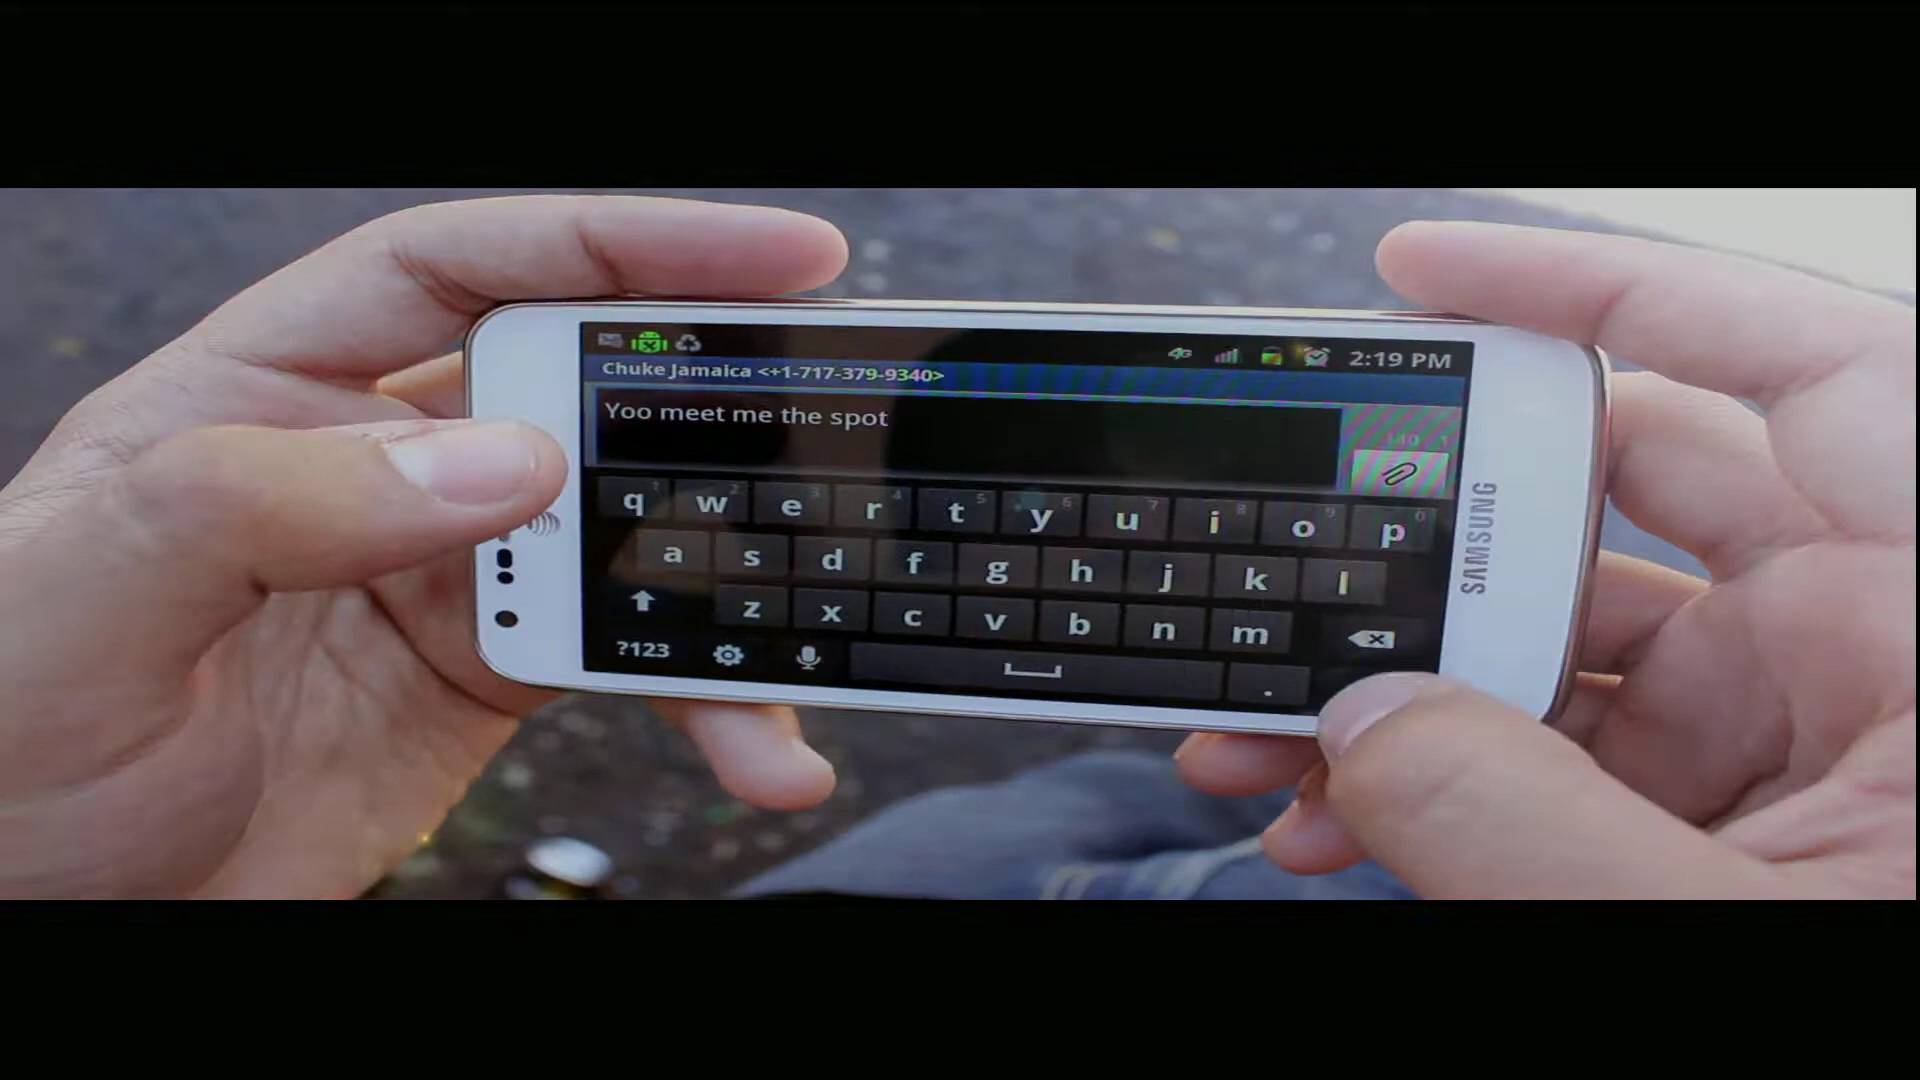 2:19 PM
Chuke Jamaica <+1-717-379-9340>
Yoo meet me the spot
q w e r t y u i o p
a s d f g h j k l
z x c v b n m
?123 .
SAMSUNG